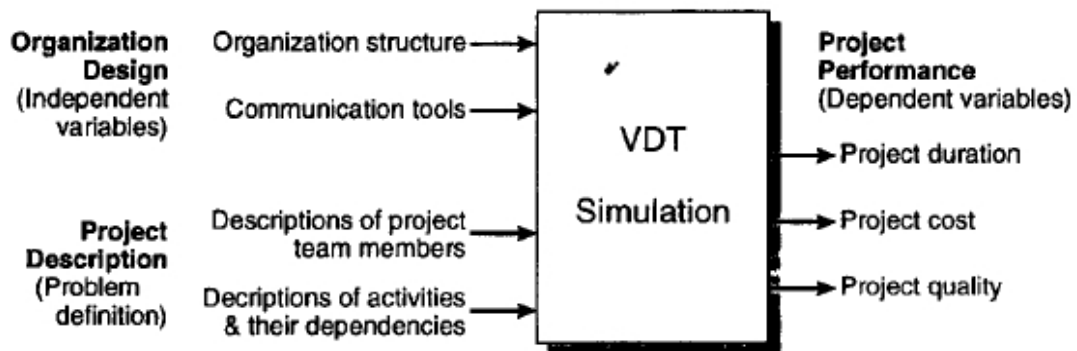 Organization
Design
(Independent
variables)
Organization structure
Communication tools
Project
Description
(Problem
definition)
Descriptions of project
team members
Decriptions of activities
& their dependencies
VDT
Simulation
Project
Performance
(Dependent variables)
Project duration
Project cost
Project quality